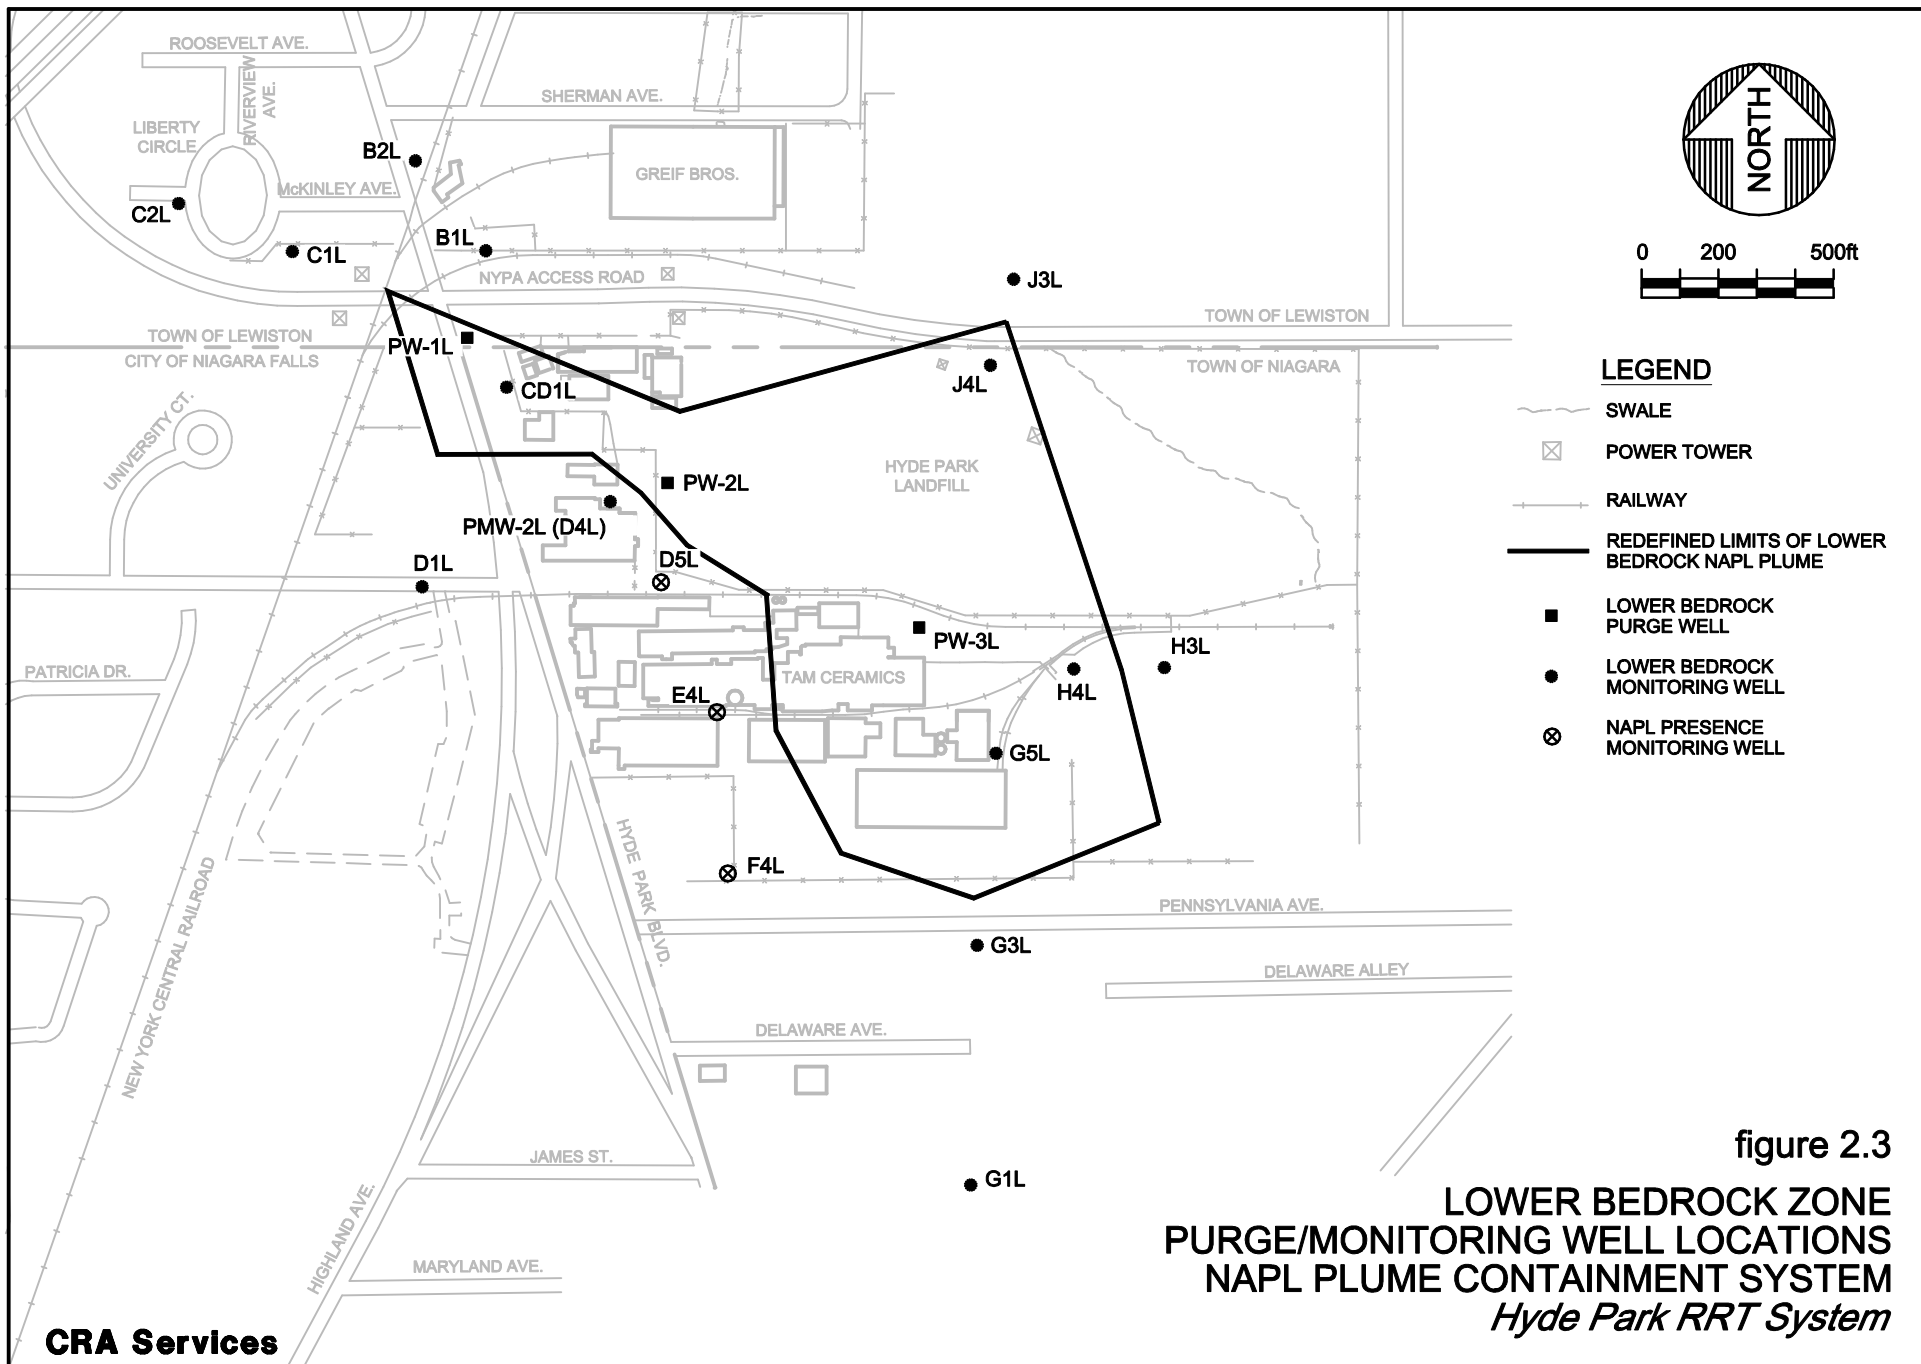 ROOSEVELT AVE.
RIVERVIEW
AVE.
SHERMAN AVE.
LIBERTY
CIRCLE
B2L
GREIF BROS.
McKINLEY AVE.
C2L
C1L
B1L
NYPA ACCESS ROAD
J3L
NORTH
0 200 500ft
TOWN OF LEWISTON
CITY OF NIAGARA FALLS
PW-1L
TOWN OF LEWISTON
TOWN OF NIAGARA
CD1L
J4L
UNIVERSITY CT.
HYDE PARK
LANDFILL
PW-2L
PMW-2L (D4L)
D5L
D1L
PW-3L
H3L
PATRICIA DR.
TAM CERAMICS
E4L
H4L
G5L
HYDE PARK BLVD.
F4L
NEW YORK CENTRAL RAILROAD
PENNSYLVANIA AVE.
G3L
DELAWARE ALLEY
DELAWARE AVE.
JAMES ST.
G1L
HIGHLAND AVE.
MARYLAND AVE.
LEGEND
SWALE
POWER TOWER
RAILWAY
REDEFINED LIMITS OF LOWER
BEDROCK NAPL PLUME
LOWER BEDROCK
PURGE WELL
LOWER BEDROCK
MONITORING WELL
NAPL PRESENCE
MONITORING WELL
figure 2.3
LOWER BEDROCK ZONE
PURGE/MONITORING WELL LOCATIONS
NAPL PLUME CONTAINMENT SYSTEM
Hyde Park RRT System
CRA Services